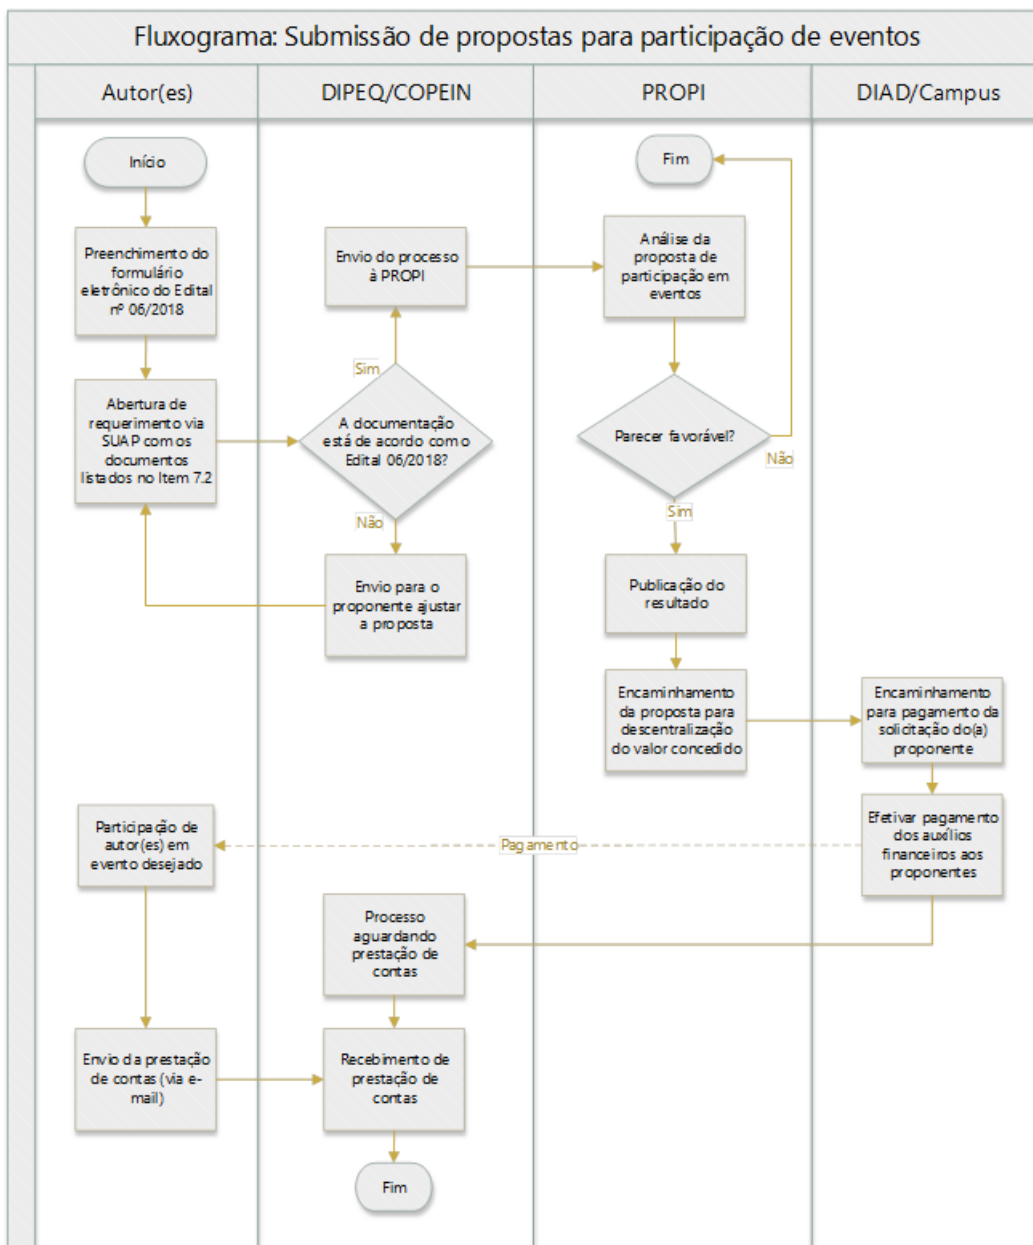 Fluxograma: Submissão de propostas para participação de eventos
Autor(es)
DIPEQ/COPEIN
PROPI
DIAD/Campus
Início
Fim
Preenchimento do
formulário
eletrônico do Edital
nº 06/2018
Envio do processo
à PROPI
Análise da
proposta de
participação em
eventos
Sim
Abertura de
requerimento via
SUAP com os
documentos
listados no Item 7.2
A documentação
está de acordo com o
Edital 06/2018?
Parecer favorável?
Não
Não
Sim
Envio para o
proponente ajustar
a proposta
Publicação do
resultado
Encaminhamento
da proposta para
descentralização
do valor concedido
Encaminhamento
para pagamento da
solicitação do(a)
proponente
Participação de
autor(es) em
evento desejado
Pagamento
Efetivar pagamento
dos auxílios
financeiros aos
proponentes
Processo
aguardando
prestação de
contas
Envio da prestação
de contas (via e-
mail)
Recebimento de
prestação de
contas
Fim